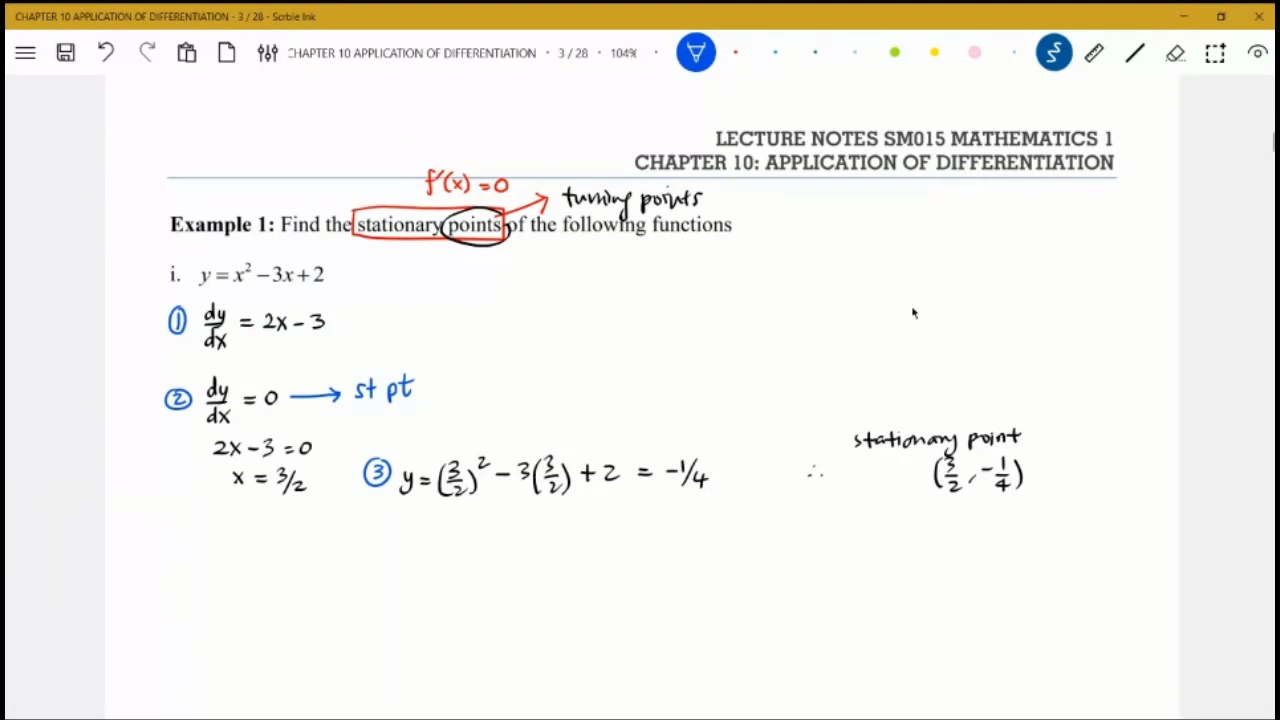 CHAPTER 10 APPLICATION OF DIFFERENTIATION - 3 / 28 - Scrble Ink
CHAPTER 10 APPLICATION OF DIFFERENTIATION • 3 / 28 • 104%
LECTURE NOTES SM015 MATHEMATICS 1
CHAPTER 10: APPLICATION OF DIFFERENTIATION
f'(x) = 0
turning points
Example 1: Find the stationary points of the following functions
i. y = x² − 3x + 2
① dy/dx = 2x − 3
② dy/dx = 0 → st pt
2x − 3 = 0
x = 3/2
③ y = (3/2)² − 3(3/2) + 2 = −1/4
stationary point
∴ (3/2, −1/4)